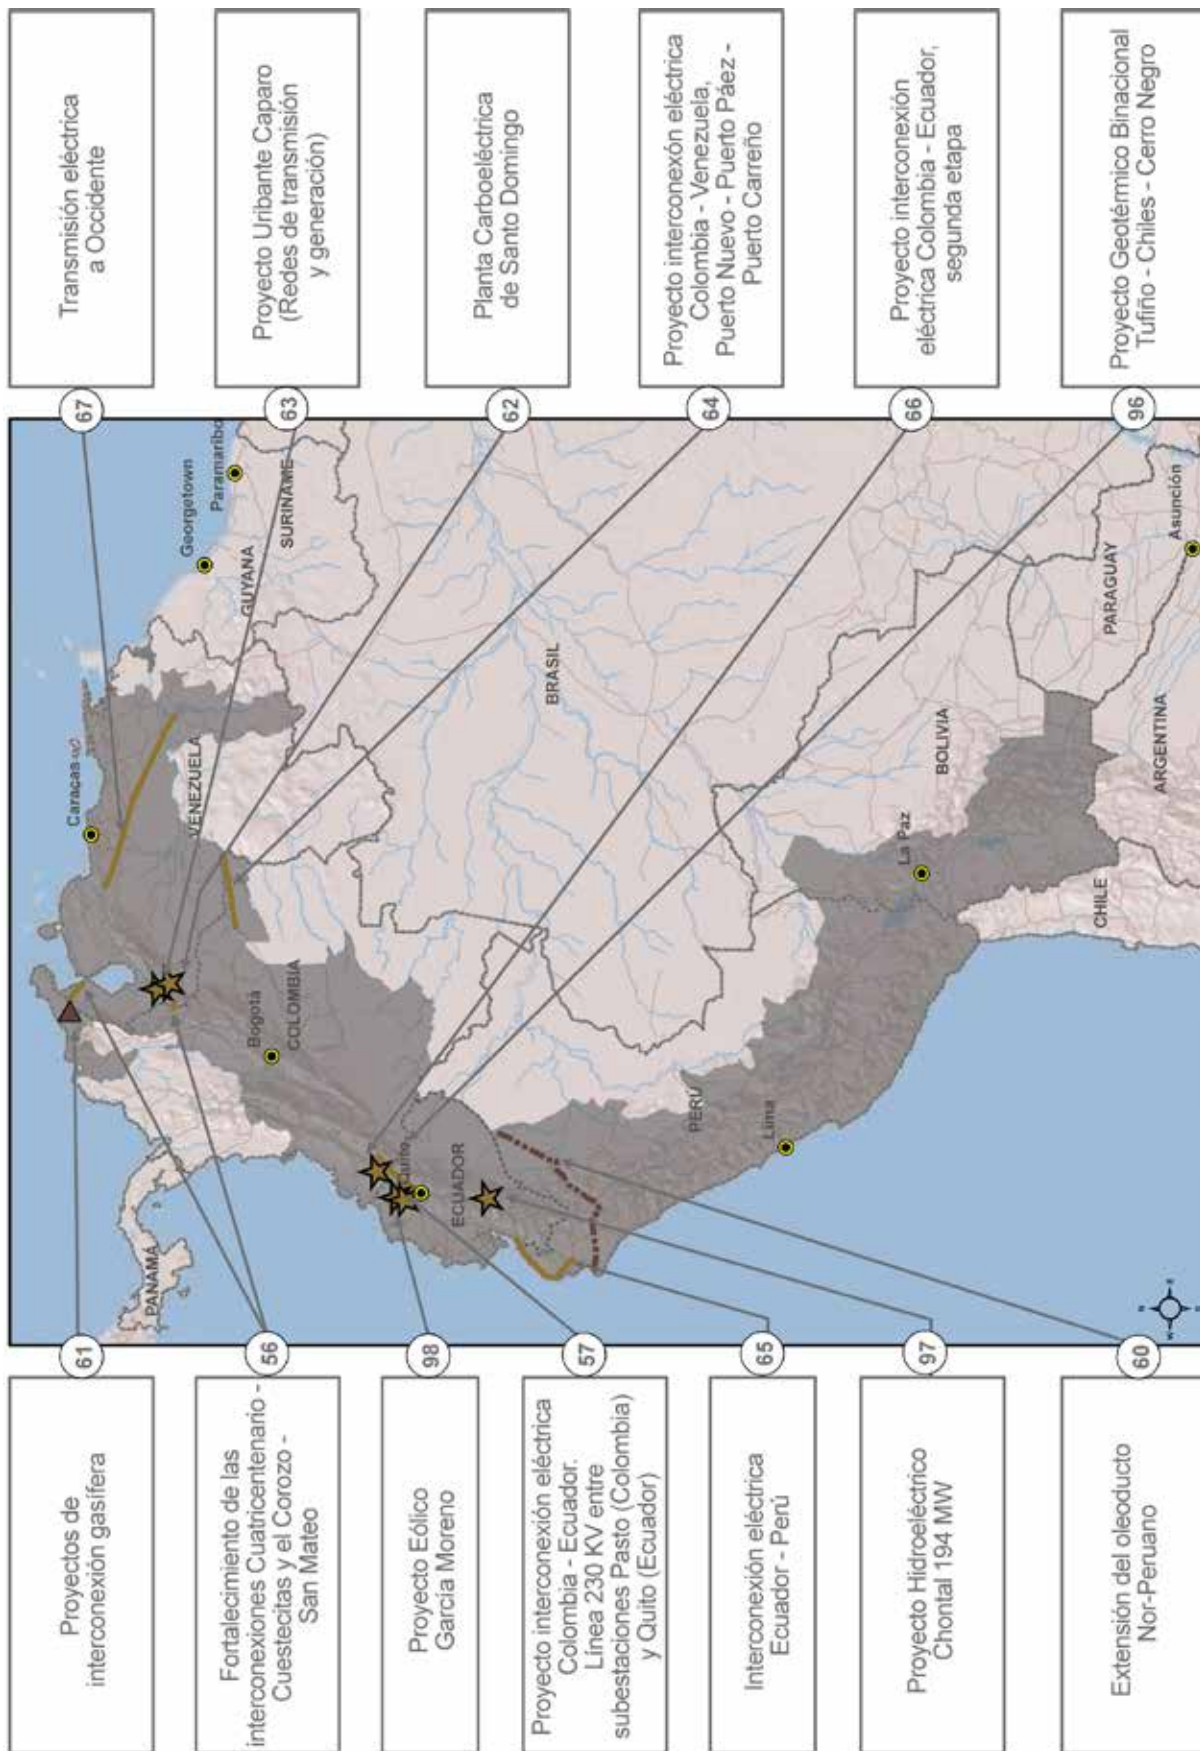 Proyectos de
interconexión gasífera
61
Fortalecimiento de las
interconexiones Cuatricentenario -
Cuestecitas y el Corozo -
San Mateo
56
Proyecto Eólico
García Moreno
98
Proyecto interconexión eléctrica
Colombia - Ecuador.
Línea 230 KV entre
subestaciones Pasto (Colombia)
y Quito (Ecuador)
57
Interconexión eléctrica
Ecuador - Perú
65
Proyecto Hidroeléctrico
Chontal 194 MW
97
Extensión del oleoducto
Nor-Peruano
60
PANAMÁ
Caracas
VENEZUELA
Georgetown
Paramaribo
GUYANA
SURINAME
Bogotá
COLOMBIA
Quito
ECUADOR
BRASIL
PERÚ
Lima
La Paz
BOLIVIA
PARAGUAY
Asunción
CHILE
ARGENTINA
N
W
E
S
67
Transmisión eléctrica
a Occidente
63
Proyecto Uribante Caparo
(Redes de transmisión
y generación)
62
Planta Carboeléctrica
de Santo Domingo
64
Proyecto interconexión eléctrica
Colombia - Venezuela,
Puerto Nuevo - Puerto Páez -
Puerto Carreño
66
Proyecto interconexión
eléctrica Colombia - Ecuador,
segunda etapa
96
Proyecto Geotérmico Binacional
Tufiño - Chiles - Cerro Negro